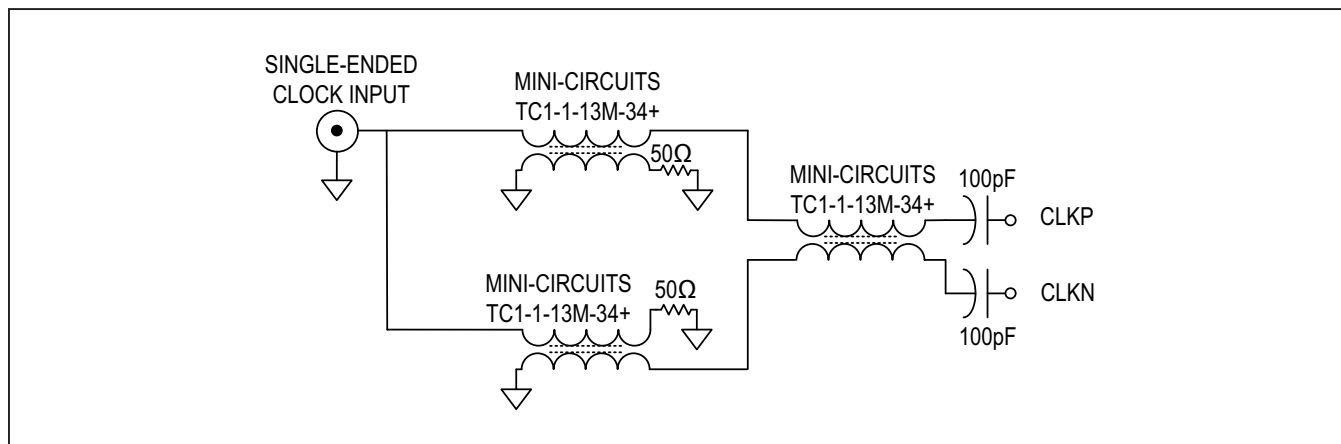 SINGLE-ENDED
CLOCK INPUT
MINI-CIRCUITS
TC1-1-13M-34+
50Ω
MINI-CIRCUITS
TC1-1-13M-34+
100pF
CLKP
MINI-CIRCUITS
TC1-1-13M-34+
50Ω
CLKN
100pF